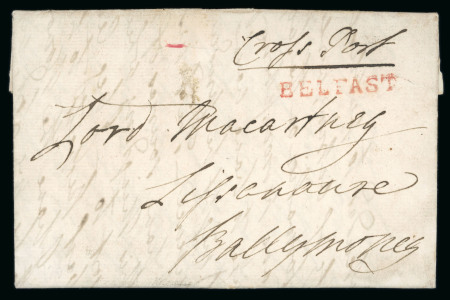 Cross Post
BELFAST
Lord Macartney
Lissanoure
Ballymoney